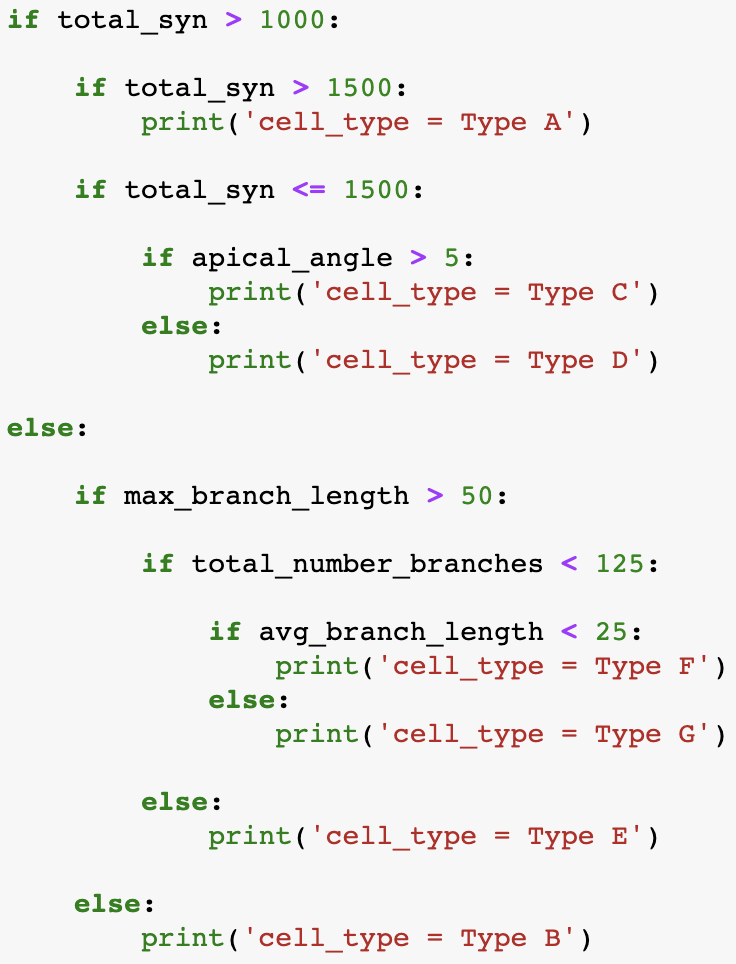 if total_syn > 1000:
    if total_syn > 1500:
        print('cell_type = Type A')
    if total_syn <= 1500:
        if apical_angle > 5:
            print('cell_type = Type C')
        else:
            print('cell_type = Type D')
else:
    if max_branch_length > 50:
        if total_number_branches < 125:
            if avg_branch_length < 25:
                print('cell_type = Type F')
            else:
                print('cell_type = Type G')
        else:
            print('cell_type = Type E')
    else:
        print('cell_type = Type B')